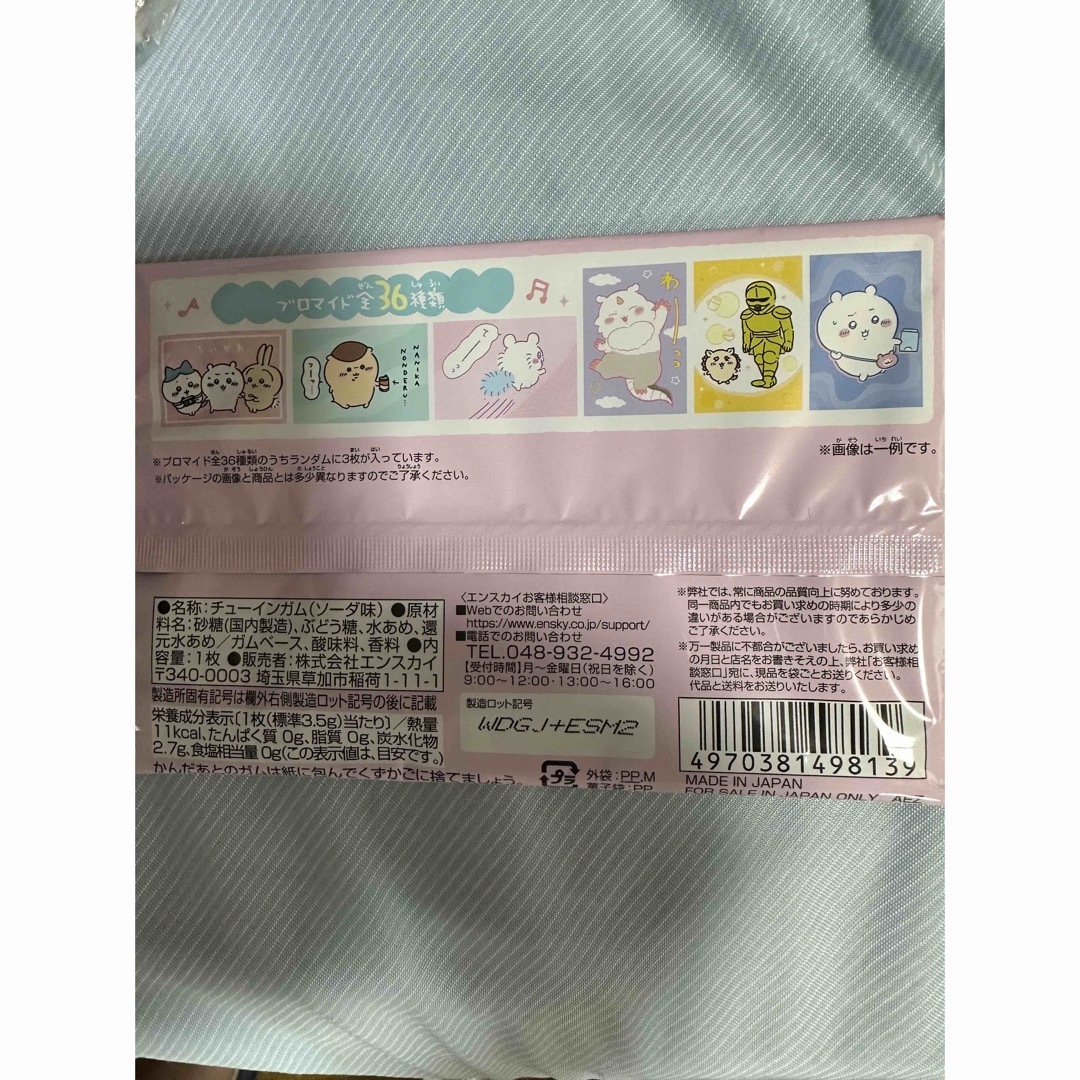 ブロマイド全36種類
ちいかわ
フーッ…
NANIKA
NONDERU…
て
わーっ
※ブロマイド全36種類のうちランダムに3枚が入っています。
※パッケージの画像と商品とは多少異なりますのでご了承ください。
※画像は一例です。
●名称:チューインガム(ソーダ味) ●原材
料名:砂糖(国内製造)、ぶどう糖、水あめ、還
元水あめ/ガムベース、酸味料、香料 ●内
容量:1枚 ●販売者:株式会社エンスカイ
〒340-0003 埼玉県草加市稲荷1-11-1
製造所固有記号は欄外右側製造ロット記号の後に記載
栄養成分表示[1枚(標準3.5g)当たり]/熱量
11kcal、たんぱく質 0g、脂質 0g、炭水化物
2.7g、食塩相当量 0g(この表示値は、目安です。)
かんだあとのガムは紙に包んでくずかごに捨てましょう。
〈エンスカイお客様相談窓口〉
■Webでのお問い合わせ
https://www.ensky.co.jp/support/
■電話でのお問い合わせ
TEL.048-932-4992
【受付時間】月~金曜日(祝日を除く)
9:00~12:00・13:00~16:00
製造ロット記号
WDGJ+ESM2
プラ
外袋:PP,M
菓子袋:PP
※弊社では、常に商品の品質向上に努めております。
同一商品内でもお買い求めの時期により多少の
違いがある場合がございますのであらかじめ
ご了承ください。
※万一製品に不都合がございましたら、お買い求め
の月日と店名をお書きそえの上、弊社「お客様相
談窓口」宛に、現品を袋ごとお送りください。
代品と送料をお送りいたします。
4970381498139
MADE IN JAPAN
FOR SALE IN JAPAN ONLY AE2